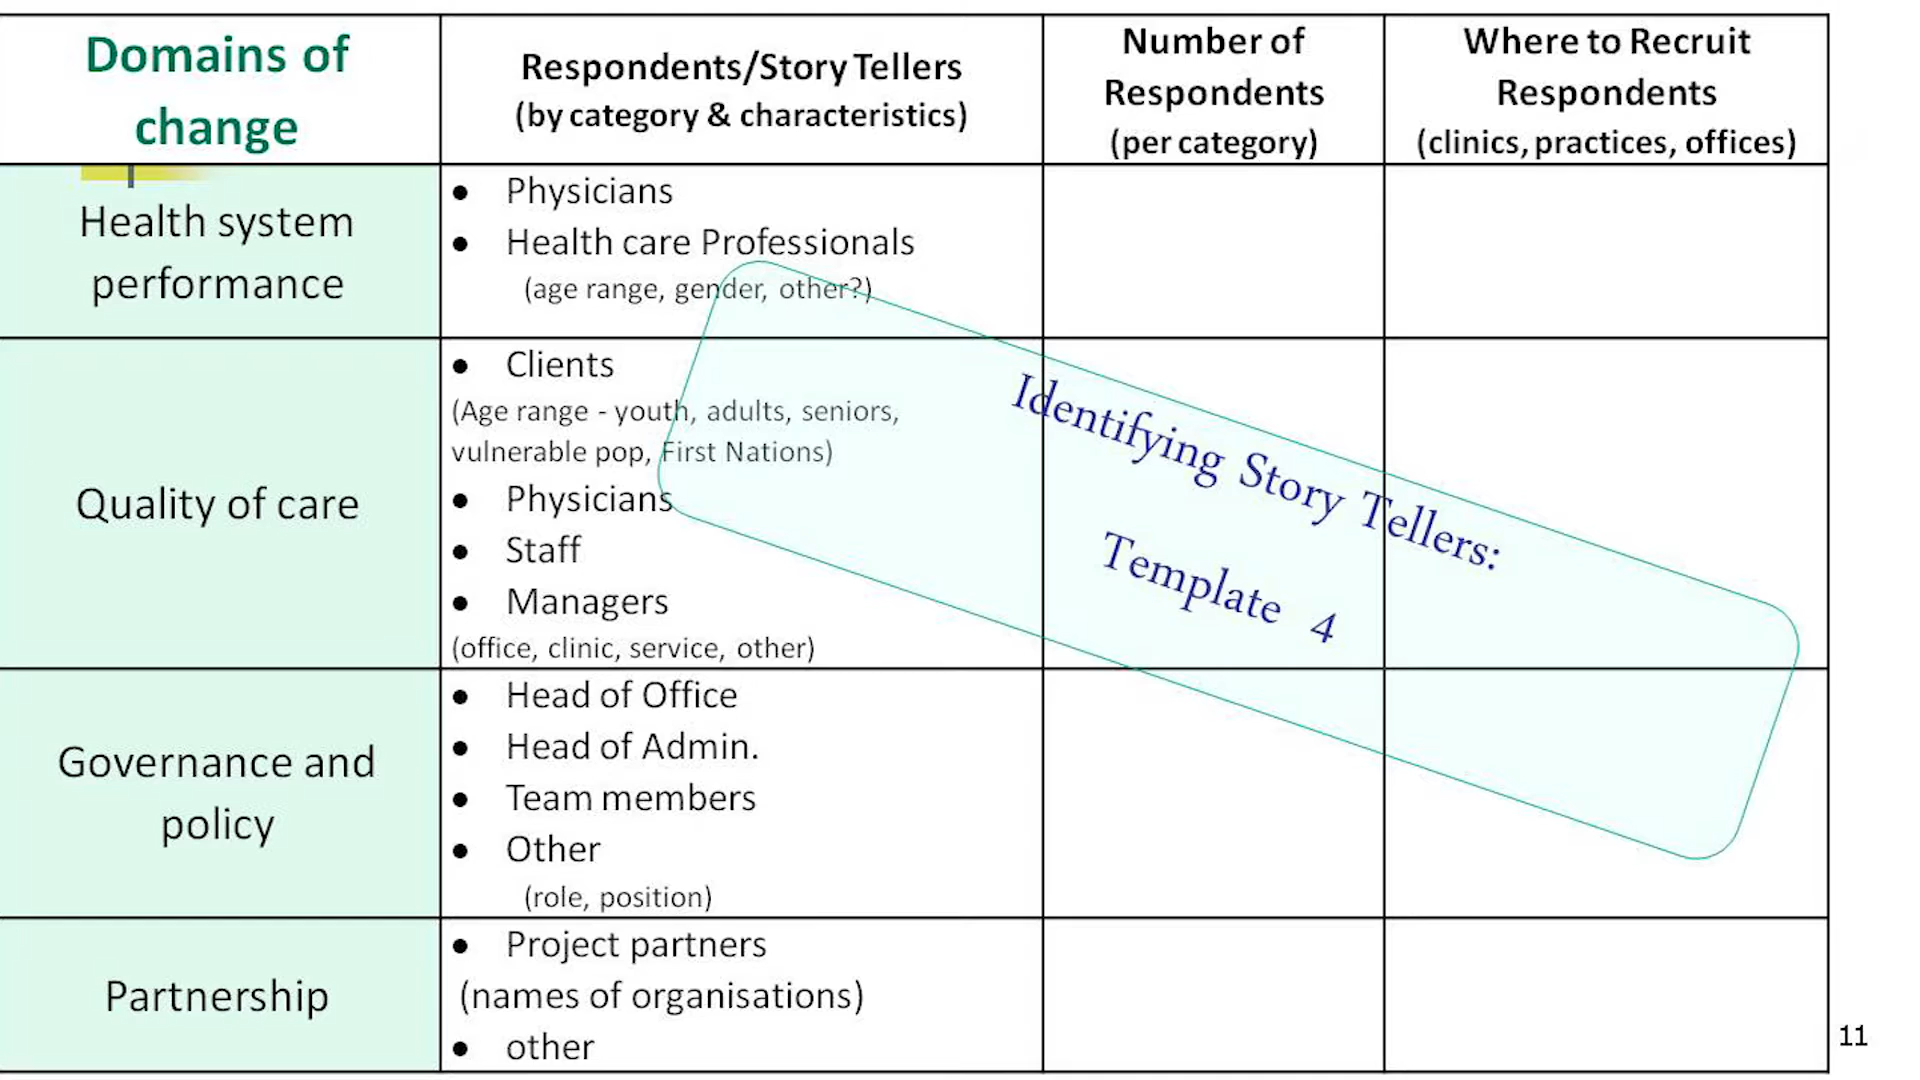 Domains of
change
Respondents/Story Tellers
(by category & characteristics)
Number of
Respondents
(per category)
Where to Recruit
Respondents
(clinics, practices, offices)
Health system
performance
• Physicians
• Health care Professionals
(age range, gender, other?)
Quality of care
• Clients
(Age range - youth, adults, seniors,
vulnerable pop, First Nations)
• Physicians
• Staff
• Managers
(office, clinic, service, other)
Governance and
policy
• Head of Office
• Head of Admin.
• Team members
• Other
(role, position)
Partnership
• Project partners
(names of organisations)
• other
Identifying Story Tellers:
Template 4
11